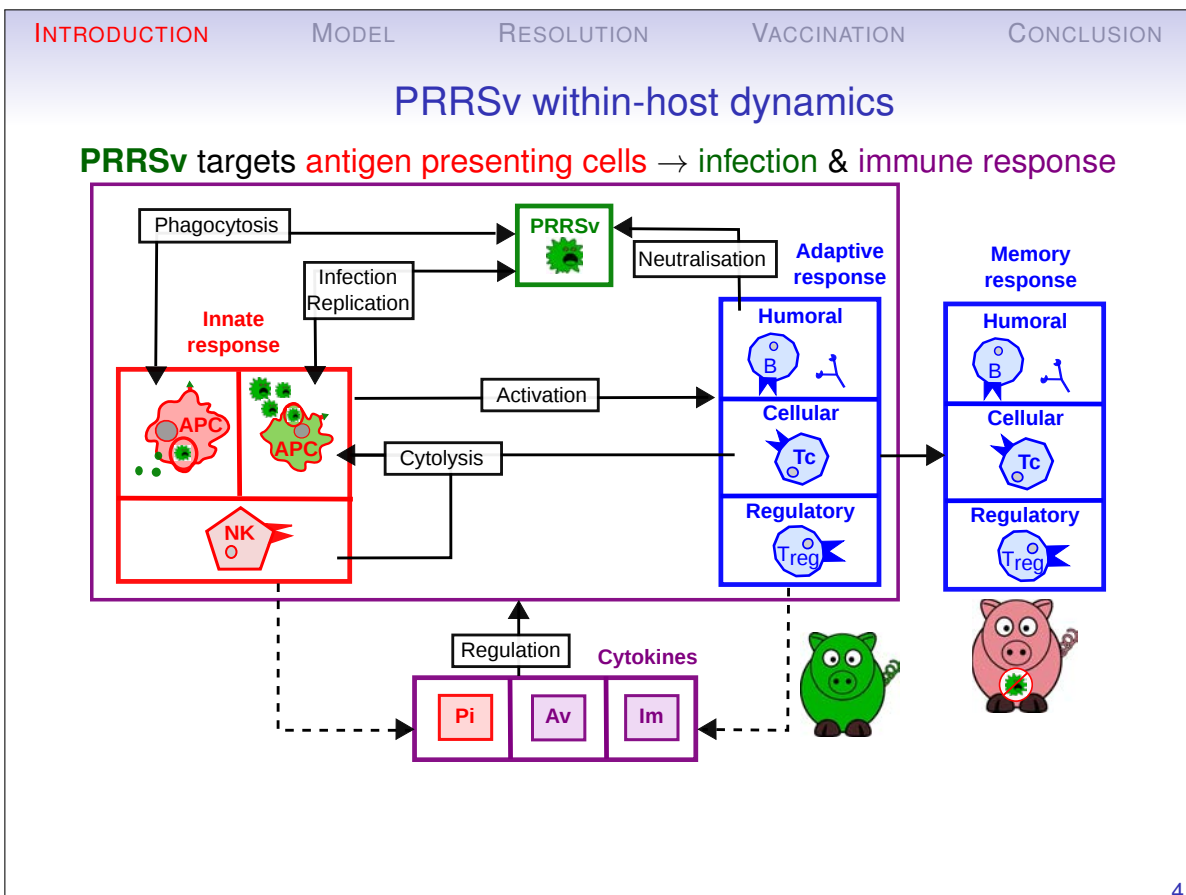 INTRODUCTION MODEL RESOLUTION VACCINATION CONCLUSION
PRRSv within-host dynamics
PRRSv targets antigen presenting cells → infection & immune response
Phagocytosis
PRRSv
Infection
Replication
Neutralisation
Adaptive
response
Memory
response
Innate
response
Humoral
B
Humoral
B
APC
APC
Activation
Cellular
Tc
Cellular
Tc
Cytolysis
NK
Regulatory
Treg
Regulatory
Treg
Regulation
Cytokines
Pi
Av
Im
4